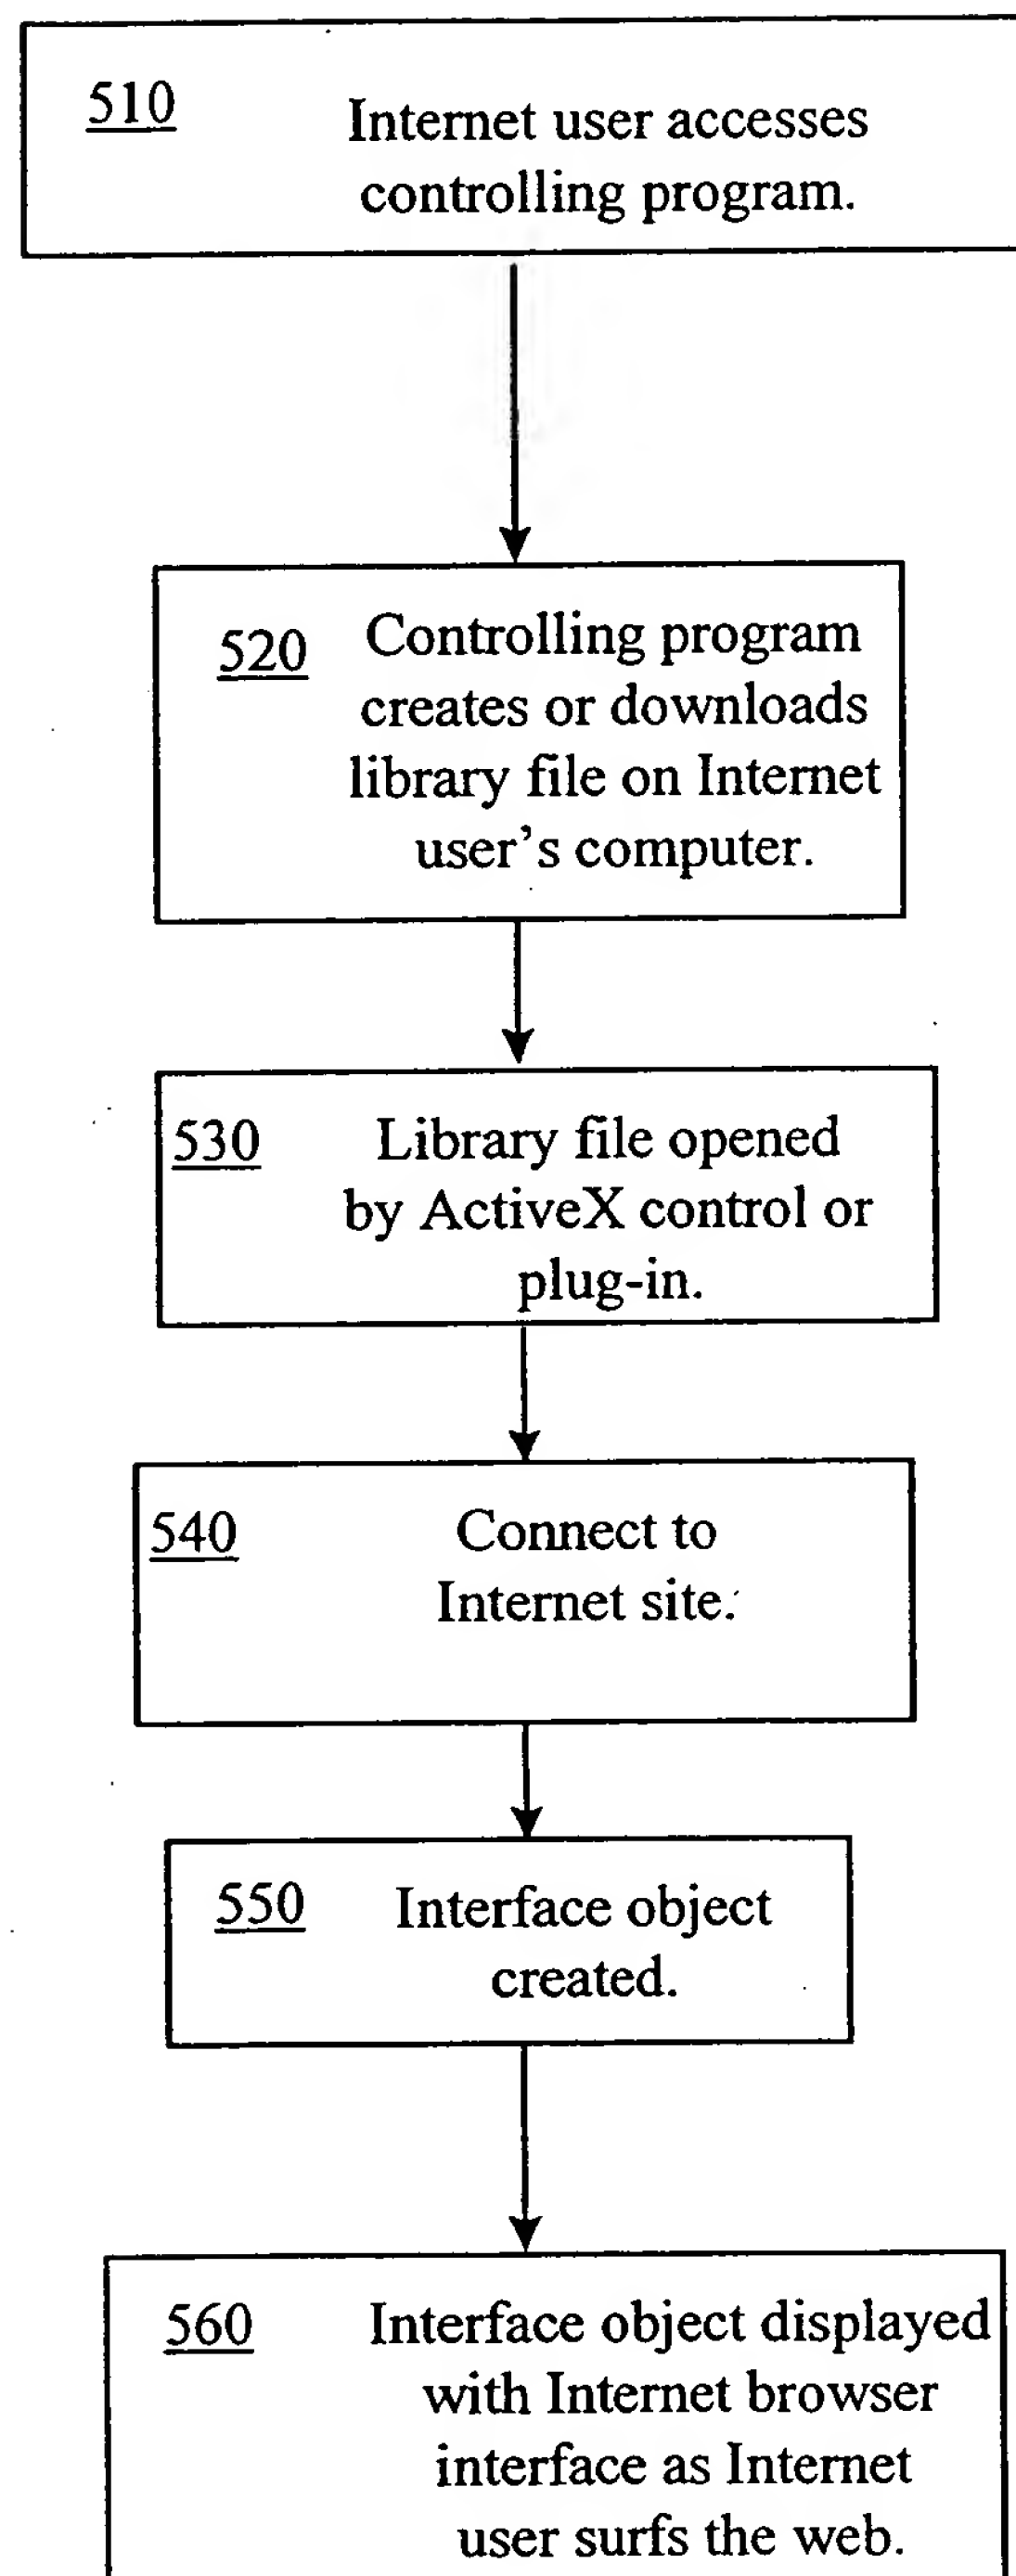 510 Internet user accesses
controlling program.
520 Controlling program
creates or downloads
library file on Internet
user's computer.
530 Library file opened
by ActiveX control or
plug-in.
540 Connect to
Internet site.
550 Interface object
created.
560 Interface object displayed
with Internet browser
interface as Internet
user surfs the web.